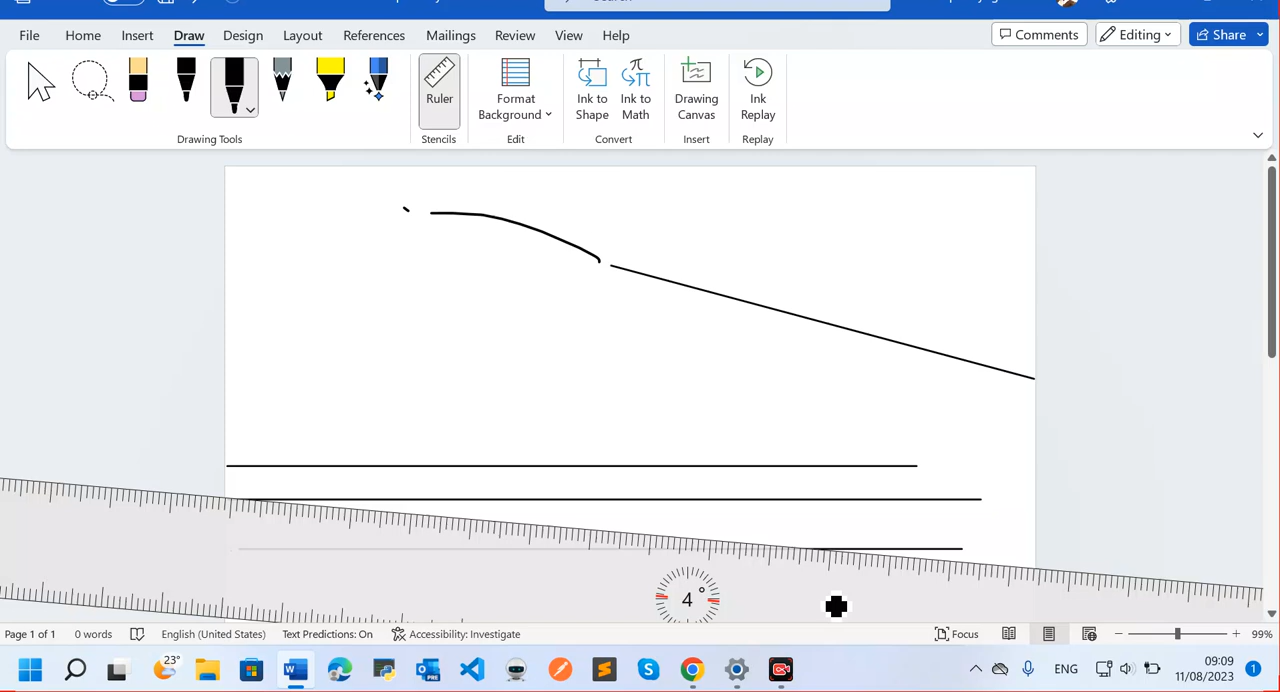 File Home Insert Draw Design Layout References Mailings Review View Help Comments Editing Share
Ruler
Format Background
Ink to Shape
Ink to Math
Drawing Canvas
Ink Replay
Drawing Tools Stencils Edit Convert Insert Replay
4°
Page 1 of 1 0 words English (United States) Text Predictions: On Accessibility: Investigate Focus 99%
23°
PRE
ENG
09:09
11/08/2023
1